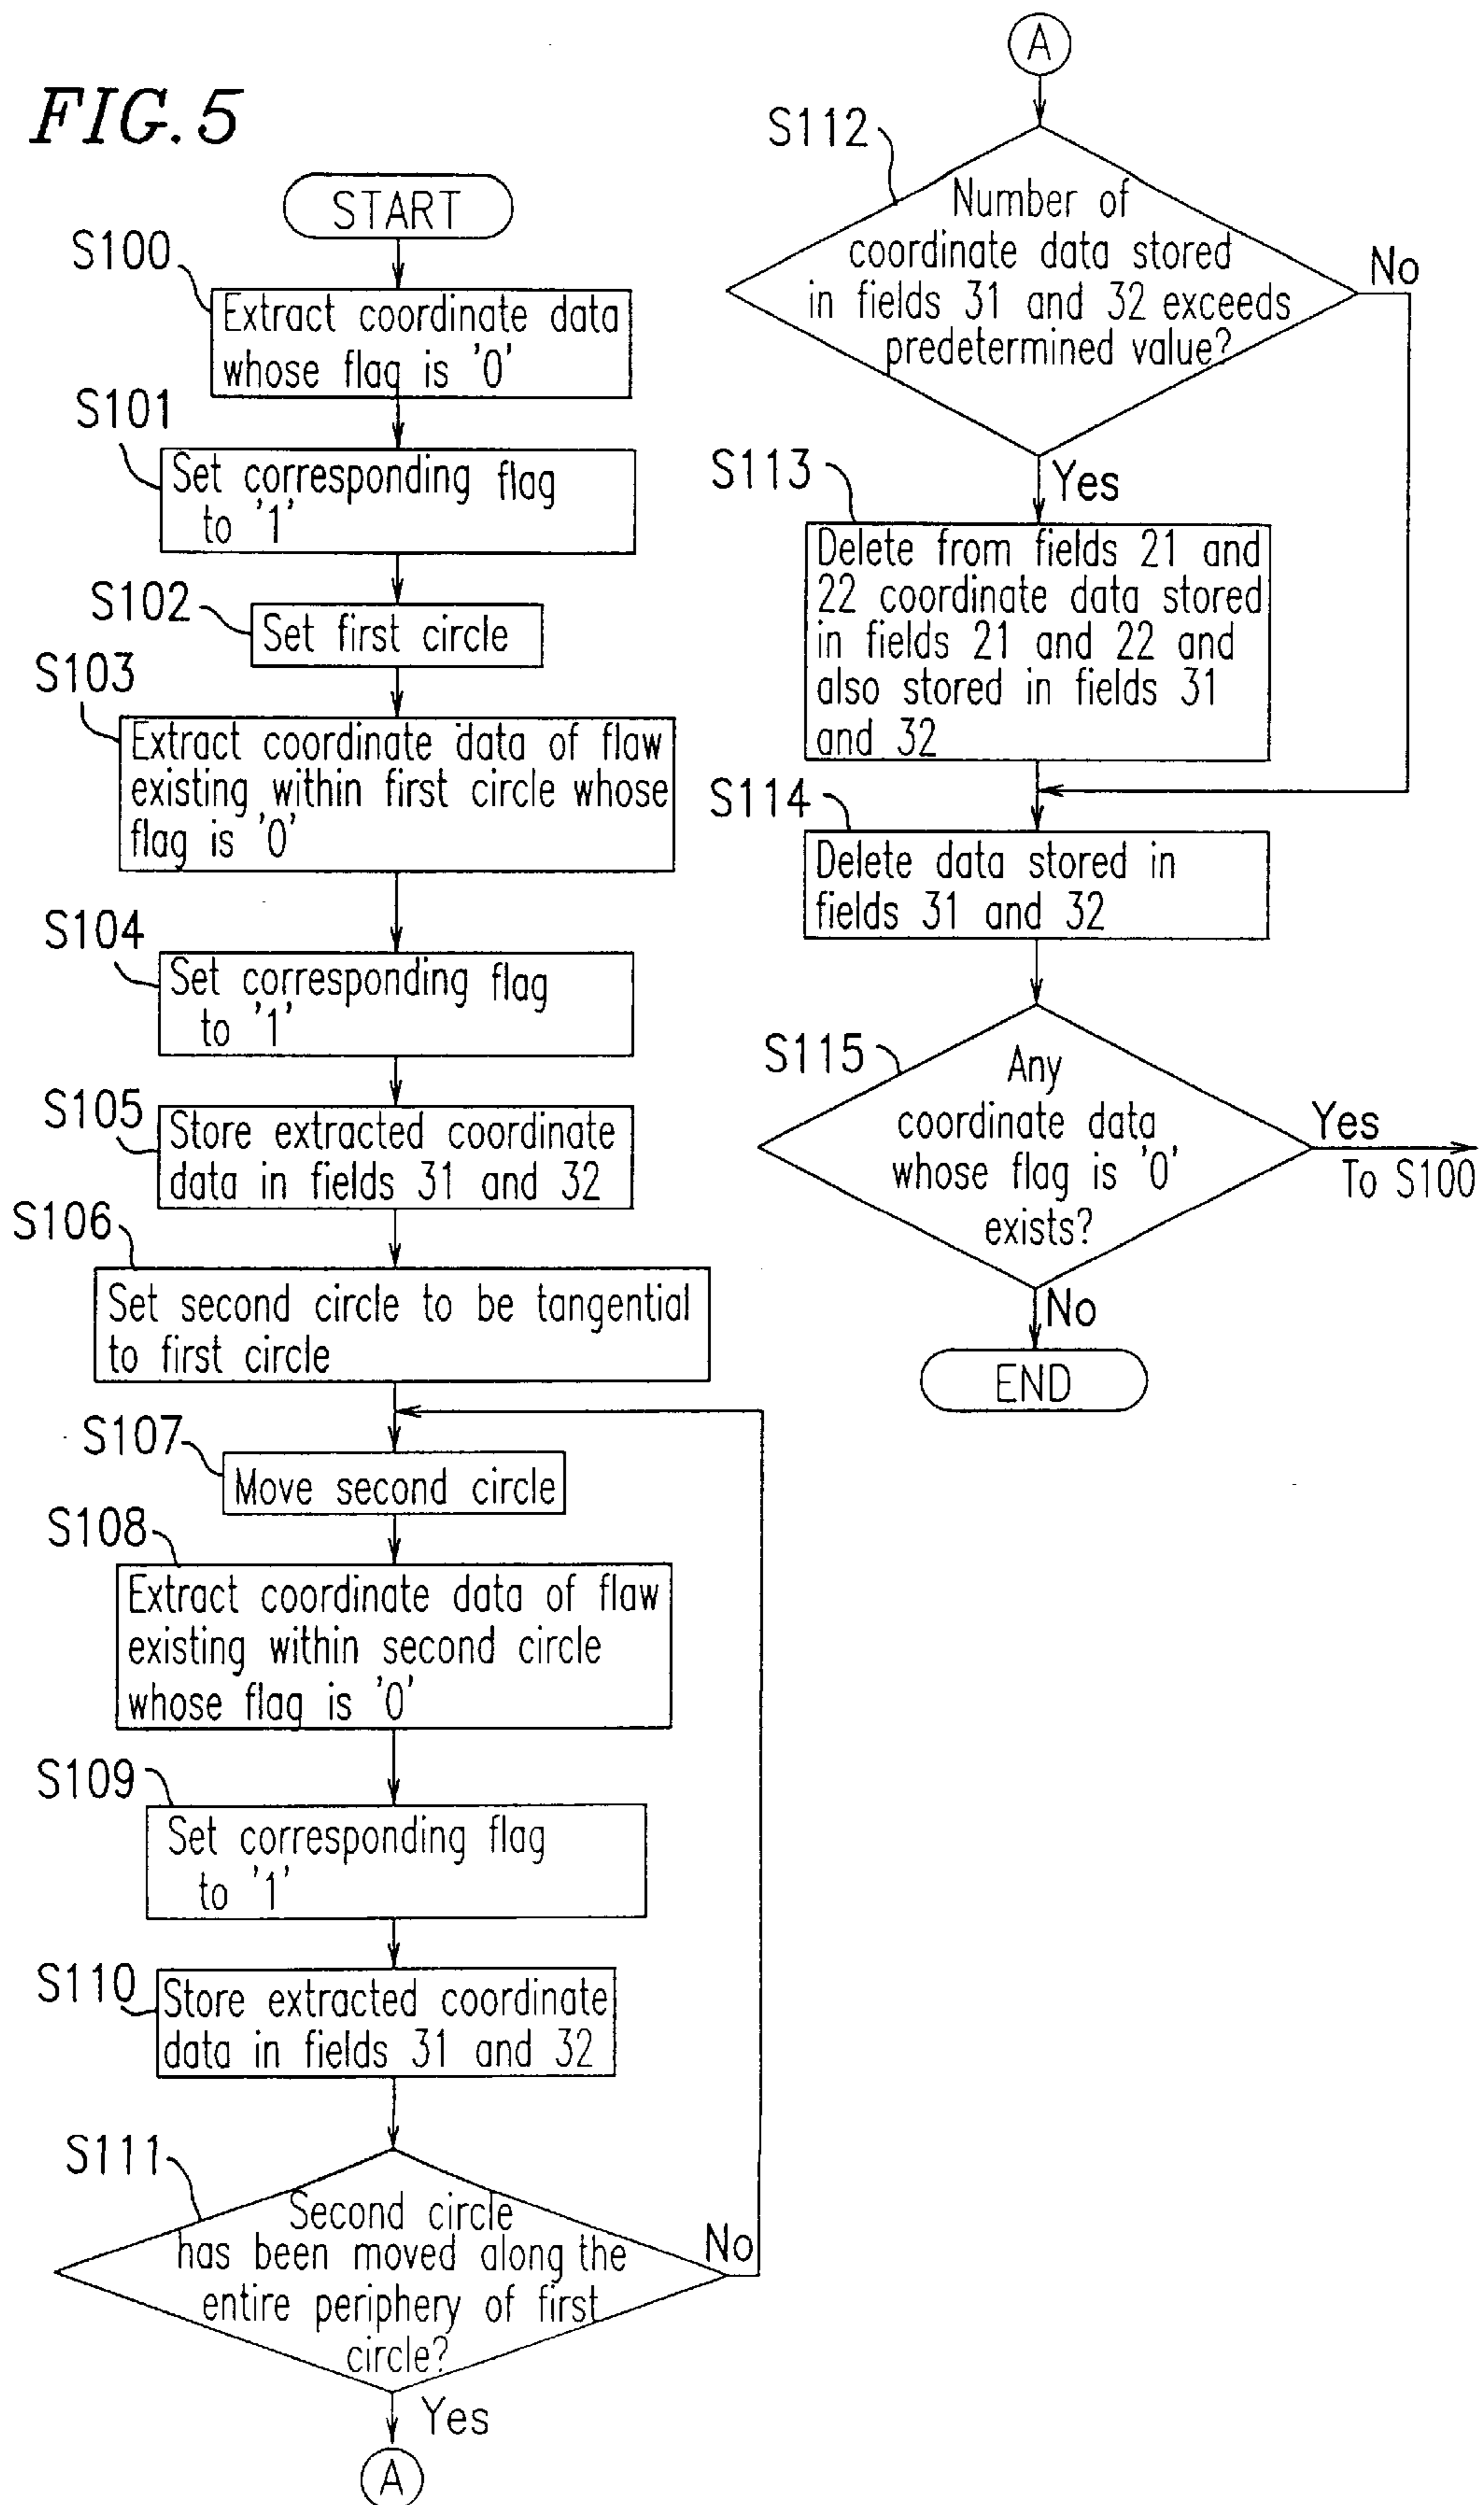 FIG. 5
START
S100
Extract coordinate data
whose flag is '0'
S101
Set corresponding flag
to '1'
S102
Set first circle
S103
Extract coordinate data of flaw
existing within first circle whose
flag is '0'
S104
Set corresponding flag
to '1'
S105
Store extracted coordinate
data in fields 31 and 32
S106
Set second circle to be tangential
to first circle
S107
Move second circle
S108
Extract coordinate data of flaw
existing within second circle
whose flag is '0'
S109
Set corresponding flag
to '1'
S110
Store extracted coordinate
data in fields 31 and 32
S111
Second circle
has been moved along the
entire periphery of first
circle?
No
Yes
A
A
S112
Number of
coordinate data stored
in fields 31 and 32 exceeds
predetermined value?
No
Yes
S113
Delete from fields 21 and
22 coordinate data stored
in fields 21 and 22 and
also stored in fields 31
and 32
S114
Delete data stored in
fields 31 and 32
S115
Any
coordinate data
whose flag is '0'
exists?
Yes
To S100
No
END